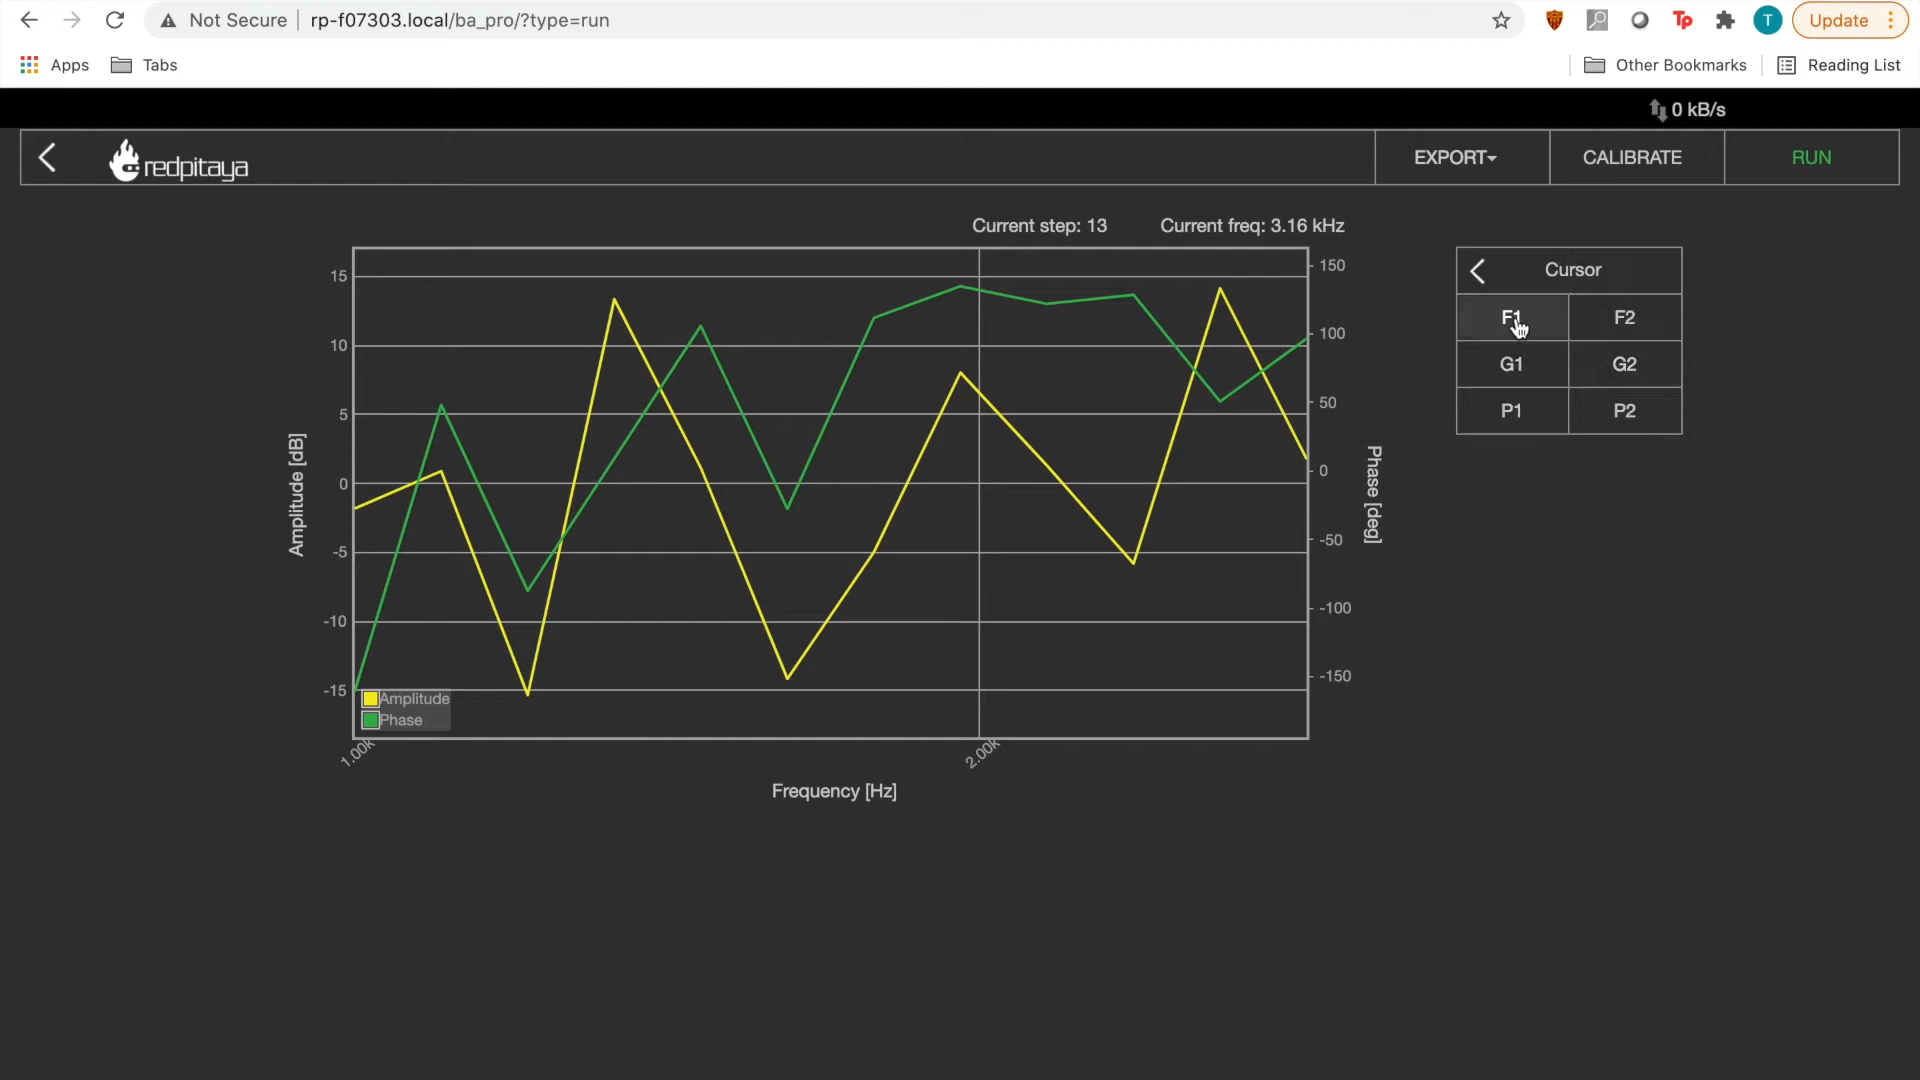 Not Secure
rp-f07303.local/ba_pro/?type=run
Tp
T
Update
Apps
Tabs
Other Bookmarks
Reading List
0 kB/s
redpitaya
EXPORT
CALIBRATE
RUN
Current step: 13
Current freq: 3.16 kHz
Cursor
F1
F2
G1
G2
P1
P2
15
10
5
0
-5
-10
-15
Amplitude [dB]
150
100
50
0
-50
-100
-150
Phase [deg]
Amplitude
Phase
1.00k
2.00k
Frequency [Hz]